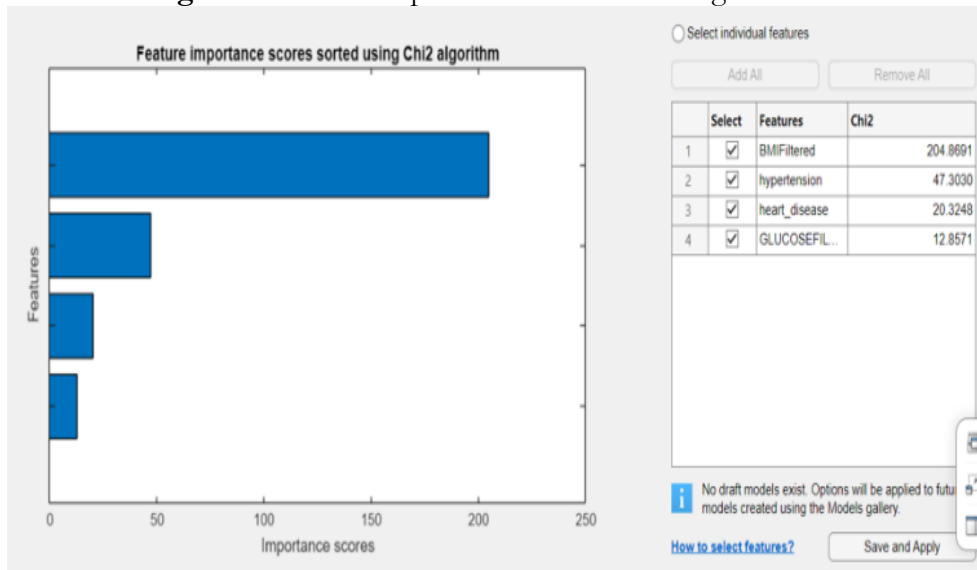 Feature importance scores sorted using Chi2 algorithm
Features
0 50 100 150 200 250
Importance scores
Select individual features
Add All Remove All
Select Features Chi2
1 BMIFiltered 204.8691
2 hypertension 47.3030
3 heart_disease 20.3248
4 GLUCOSEFIL... 12.8571
No draft models exist. Options will be applied to futu
models created using the Models gallery.
How to select features? Save and Apply